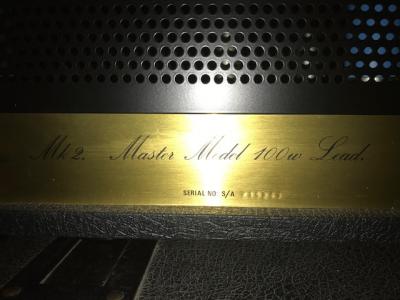 Mk 2. Master Model 100w Lead.
SERIAL NO: S/A